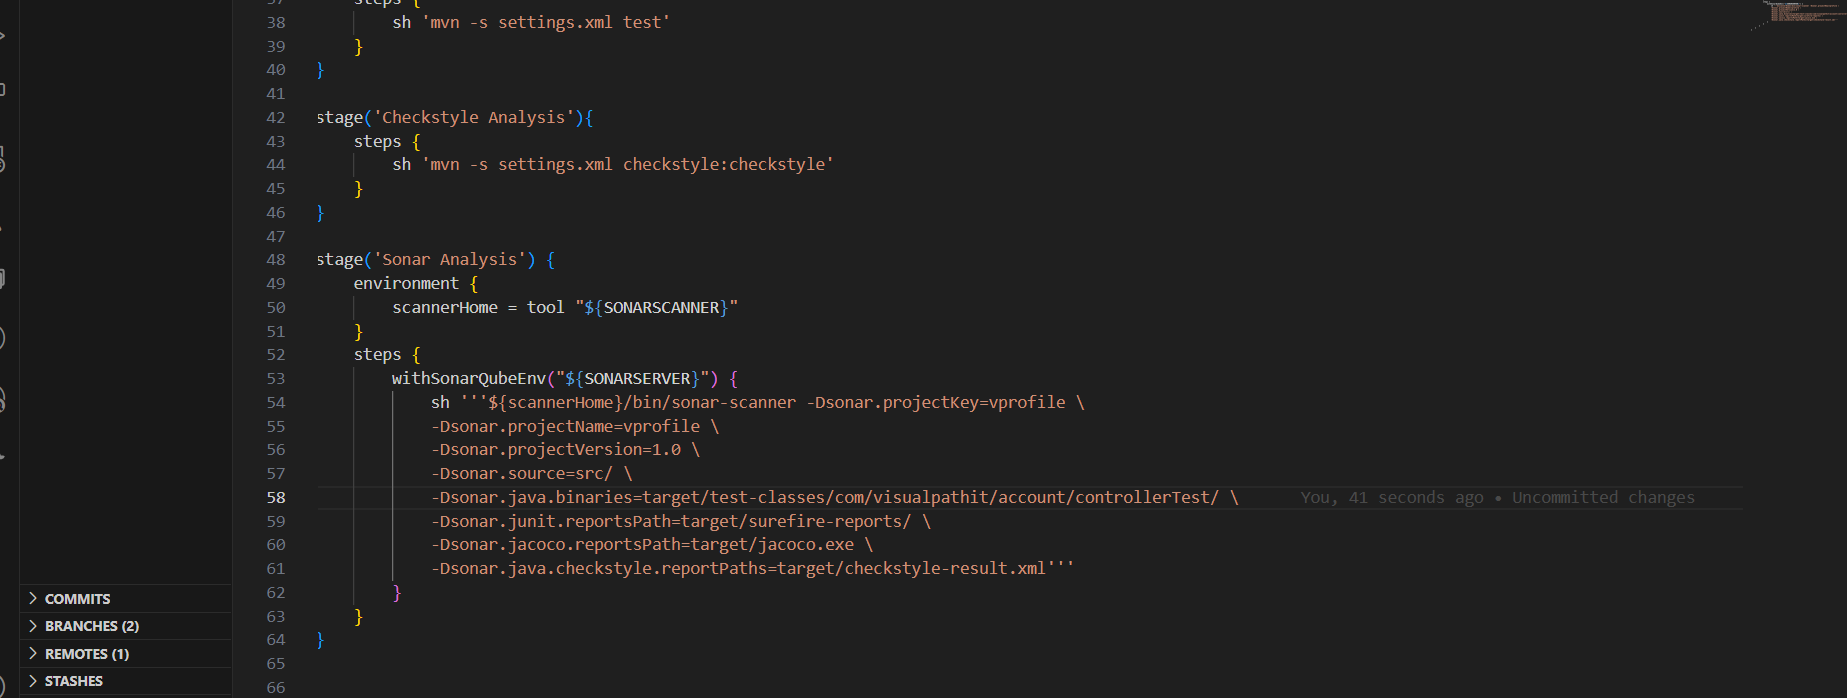 37 steps {
38 sh 'mvn -s settings.xml test'
39 }
40 }
41
42 stage('Checkstyle Analysis'){
43 steps {
44 sh 'mvn -s settings.xml checkstyle:checkstyle'
45 }
46 }
47
48 stage('Sonar Analysis') {
49 environment {
50 scannerHome = tool "${SONARSCANNER}"
51 }
52 steps {
53 withSonarQubeEnv("${SONARSERVER}") {
54 sh '''${scannerHome}/bin/sonar-scanner -Dsonar.projectKey=vprofile \
55 -Dsonar.projectName=vprofile \
56 -Dsonar.projectVersion=1.0 \
57 -Dsonar.source=src/ \
58 -Dsonar.java.binaries=target/test-classes/com/visualpathit/account/controllerTest/ \ You, 41 seconds ago • Uncommitted changes
59 -Dsonar.junit.reportsPath=target/surefire-reports/ \
60 -Dsonar.jacoco.reportsPath=target/jacoco.exe \
61 -Dsonar.java.checkstyle.reportPaths=target/checkstyle-result.xml'''
62 }
63 }
64 }
65
66
COMMITS
BRANCHES (2)
REMOTES (1)
STASHES